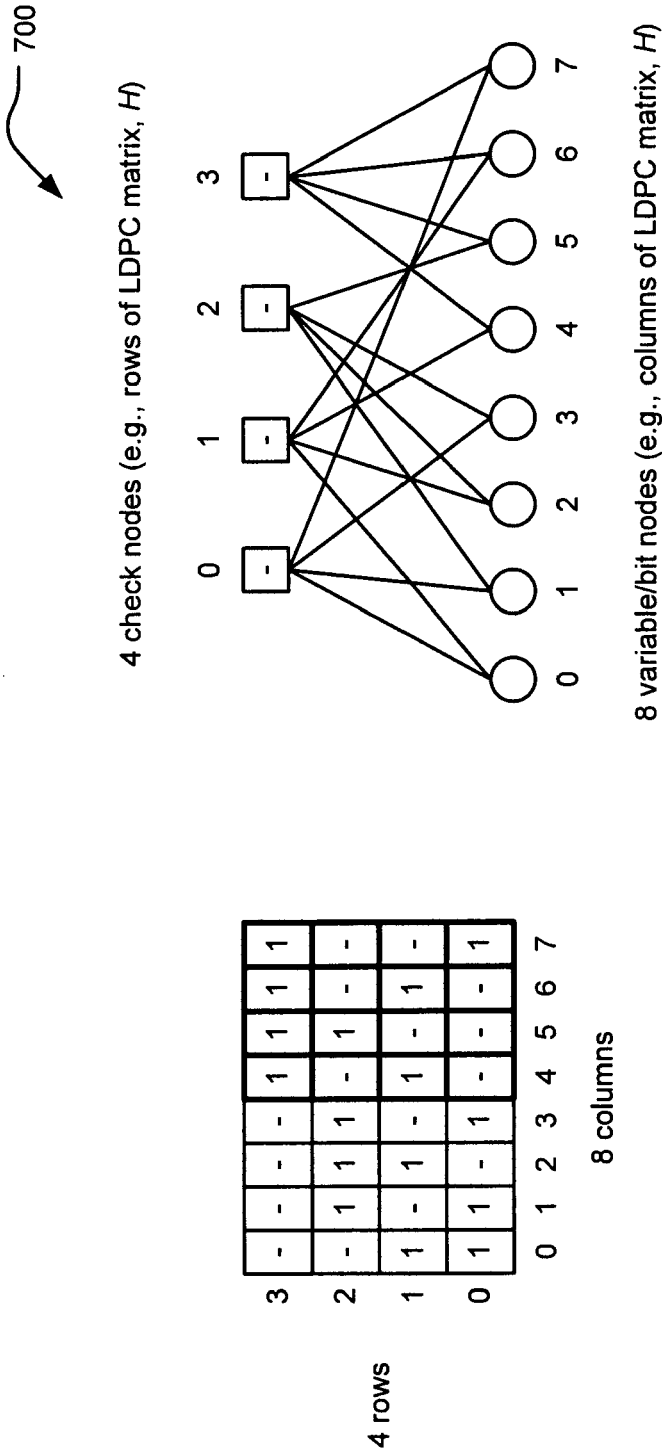 700
4 check nodes (e.g., rows of LDPC matrix, H)
0 1 2 3
- - - -
0 1 2 3 4 5 6 7
8 variable/bit nodes (e.g., columns of LDPC matrix, H)
4 rows
3 - - - - 1 1 1 1
2 - 1 1 1 - 1 - -
1 1 - 1 - 1 - 1 -
0 1 1 - 1 - - - 1
0 1 2 3 4 5 6 7
8 columns